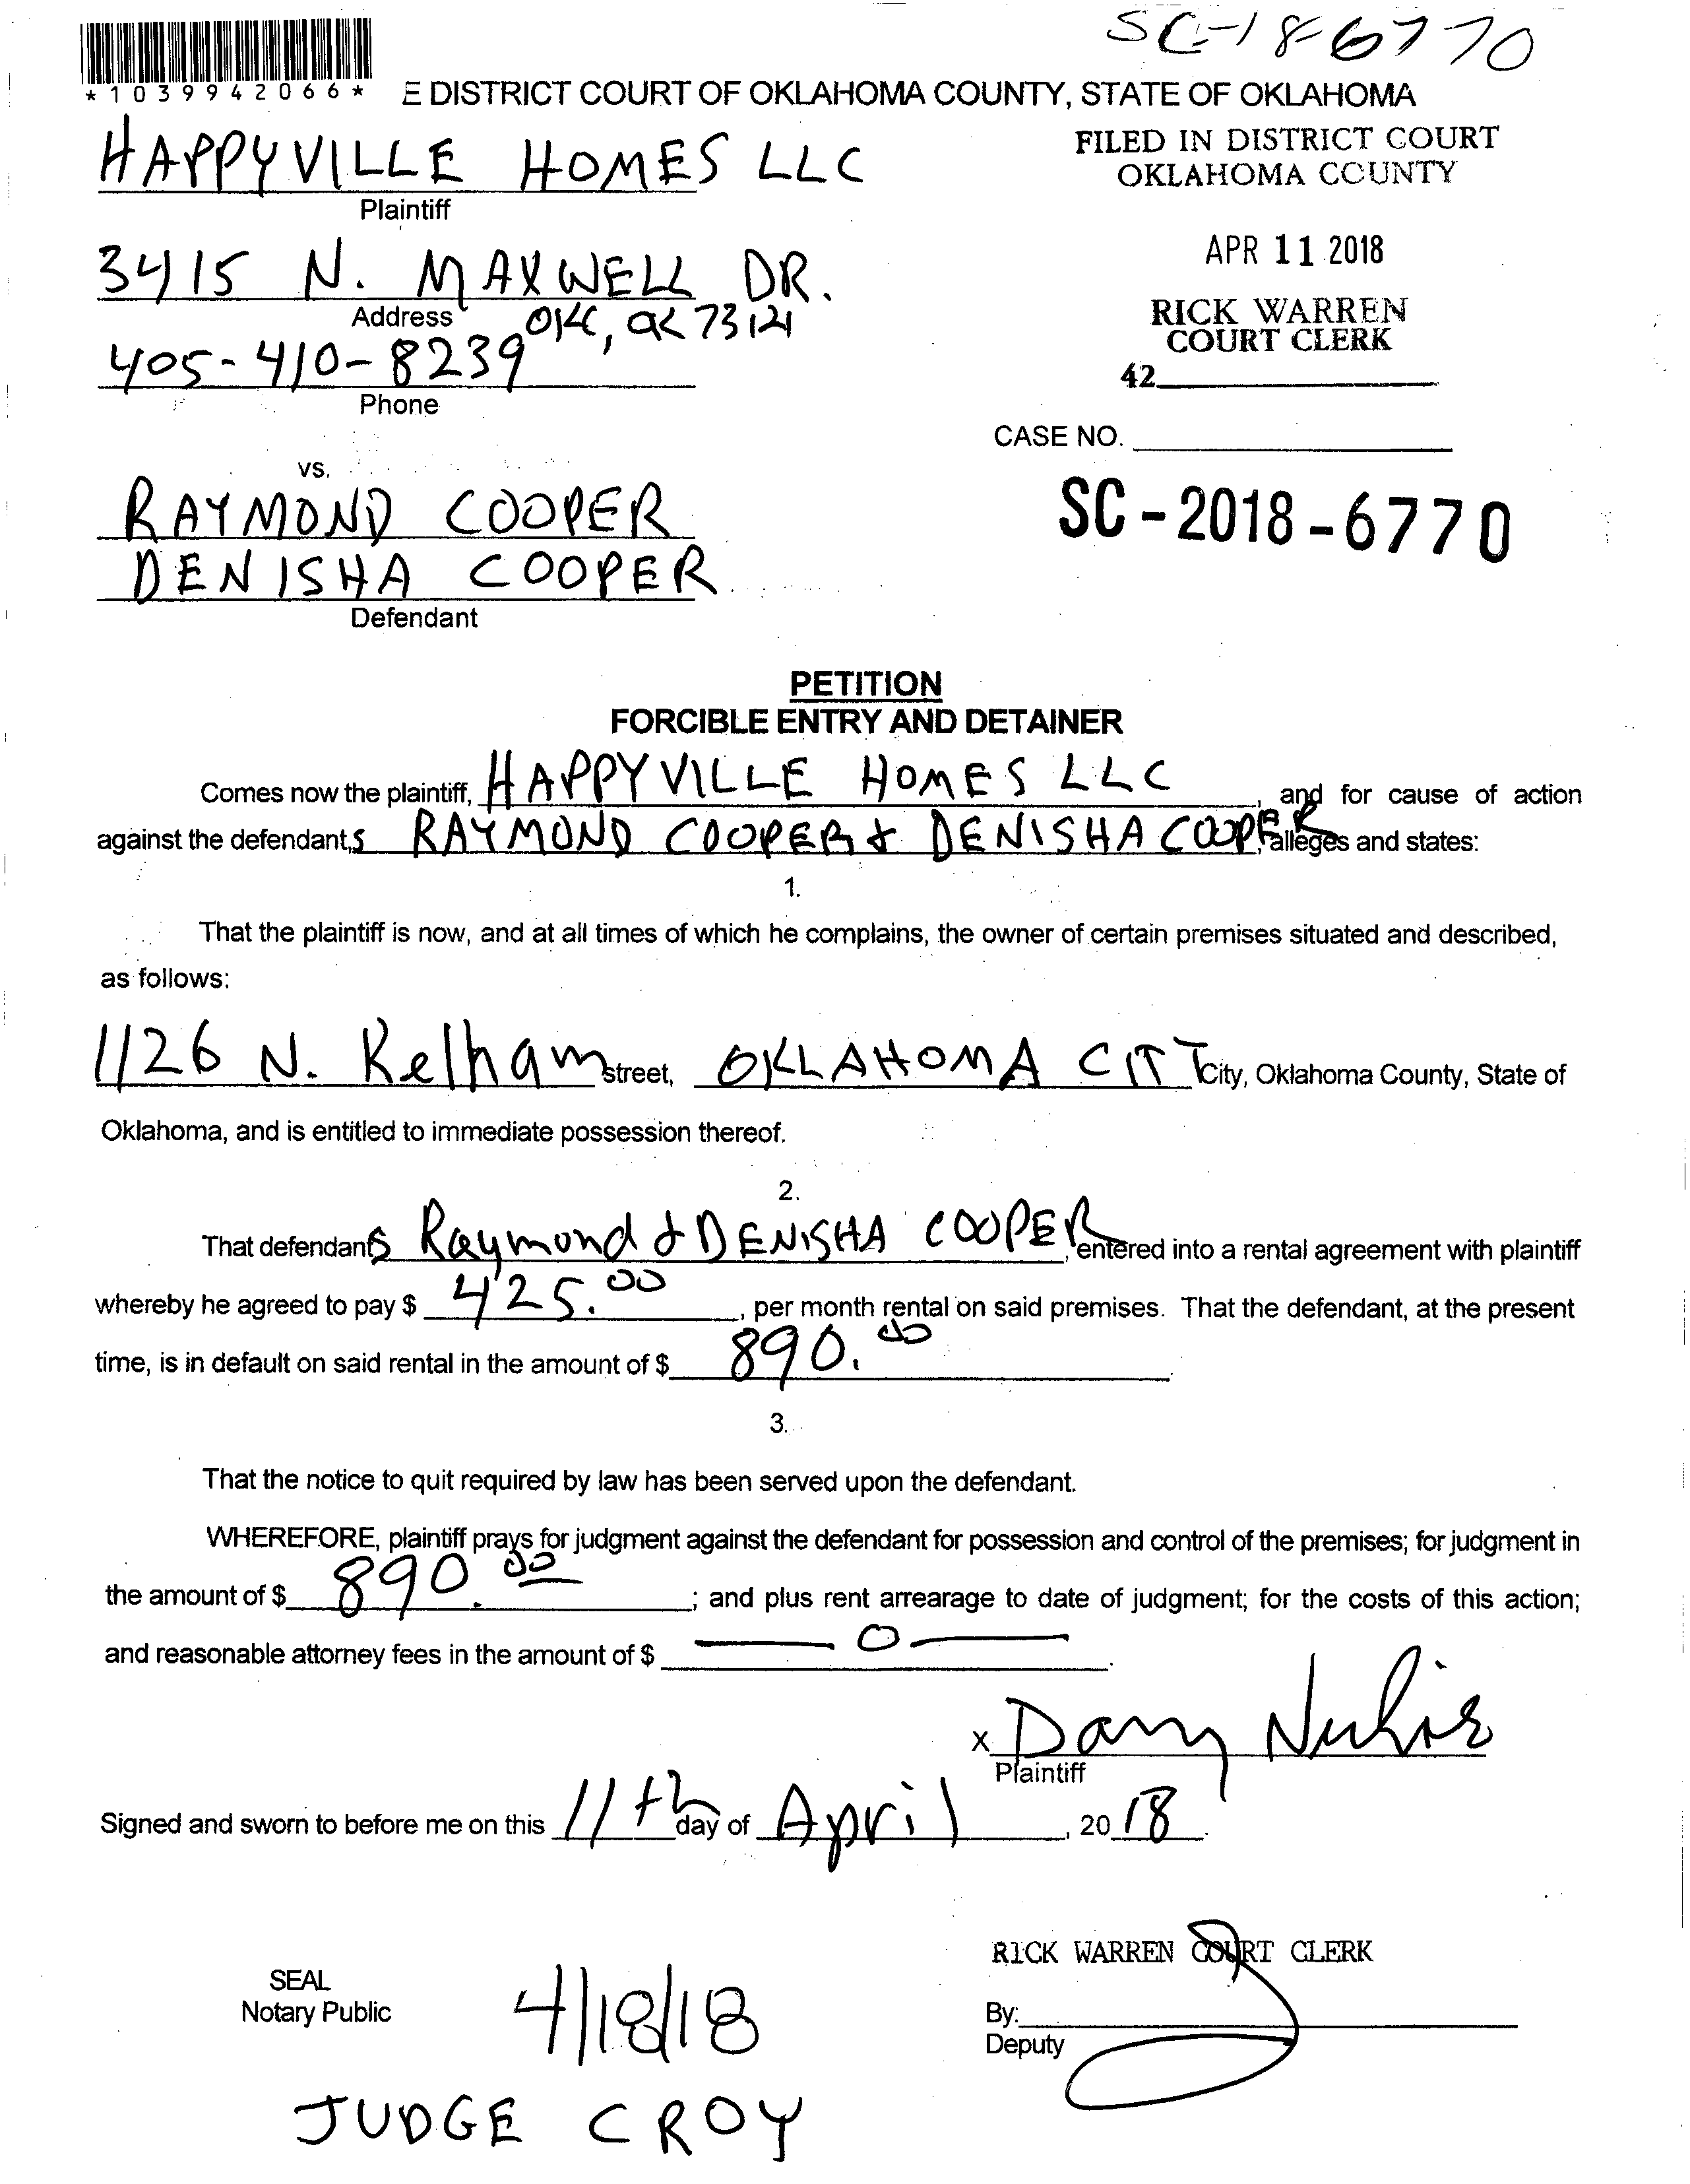 SC-18-6770
*1039942066*
E DISTRICT COURT OF OKLAHOMA COUNTY, STATE OF OKLAHOMA
HAPPYVILLE HOMES LLC
Plaintiff
FILED IN DISTRICT COURT
OKLAHOMA COUNTY
3415 N. MAXWELL DR.
Address OKC, OK 73121
APR 11 2018
405-410-8239
Phone
RICK WARREN
COURT CLERK
42
CASE NO.
vs.
RAYMOND COOPER
DENISHA COOPER
Defendant
SC-2018-6770
PETITION
FORCIBLE ENTRY AND DETAINER
Comes now the plaintiff, HAPPYVILLE HOMES LLC, and for cause of action
against the defendant,s RAYMOND COOPER & DENISHA COOPER, alleges and states:
1.
That the plaintiff is now, and at all times of which he complains, the owner of certain premises situated and described,
as follows:
1126 N. Kelham street, OKLAHOMA CITY City, Oklahoma County, State of
Oklahoma, and is entitled to immediate possession thereof.
2.
That defendants Raymond & DENISHA COOPER, entered into a rental agreement with plaintiff
whereby he agreed to pay $ 425.00, per month rental on said premises. That the defendant, at the present
time, is in default on said rental in the amount of $ 890.00.
3.
That the notice to quit required by law has been served upon the defendant.
WHEREFORE, plaintiff prays for judgment against the defendant for possession and control of the premises; for judgment in
the amount of $ 890.00; and plus rent arrearage to date of judgment; for the costs of this action;
and reasonable attorney fees in the amount of $ —0—.
X
Plaintiff
Signed and sworn to before me on this 11th day of April, 2018.
RICK WARREN COURT CLERK
SEAL
Notary Public
4/18/18
By:
Deputy
JUDGE CROY